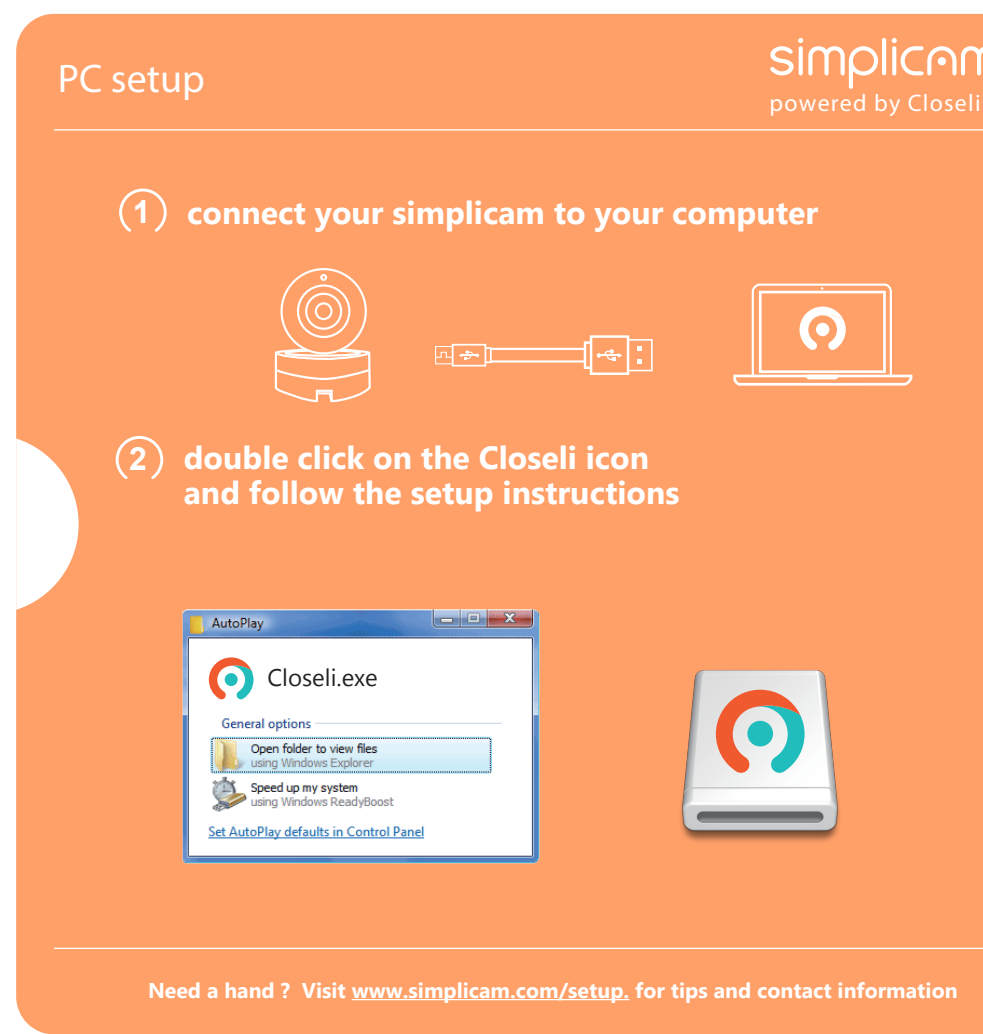 PC setup
simplicam
powered by Closeli
1 connect your simplicam to your computer
2 double click on the Closeli icon
and follow the setup instructions
AutoPlay
Closeli.exe
General options
Open folder to view files
using Windows Explorer
Speed up my system
using Windows ReadyBoost
Set AutoPlay defaults in Control Panel
Need a hand ? Visit www.simplicam.com/setup. for tips and contact information